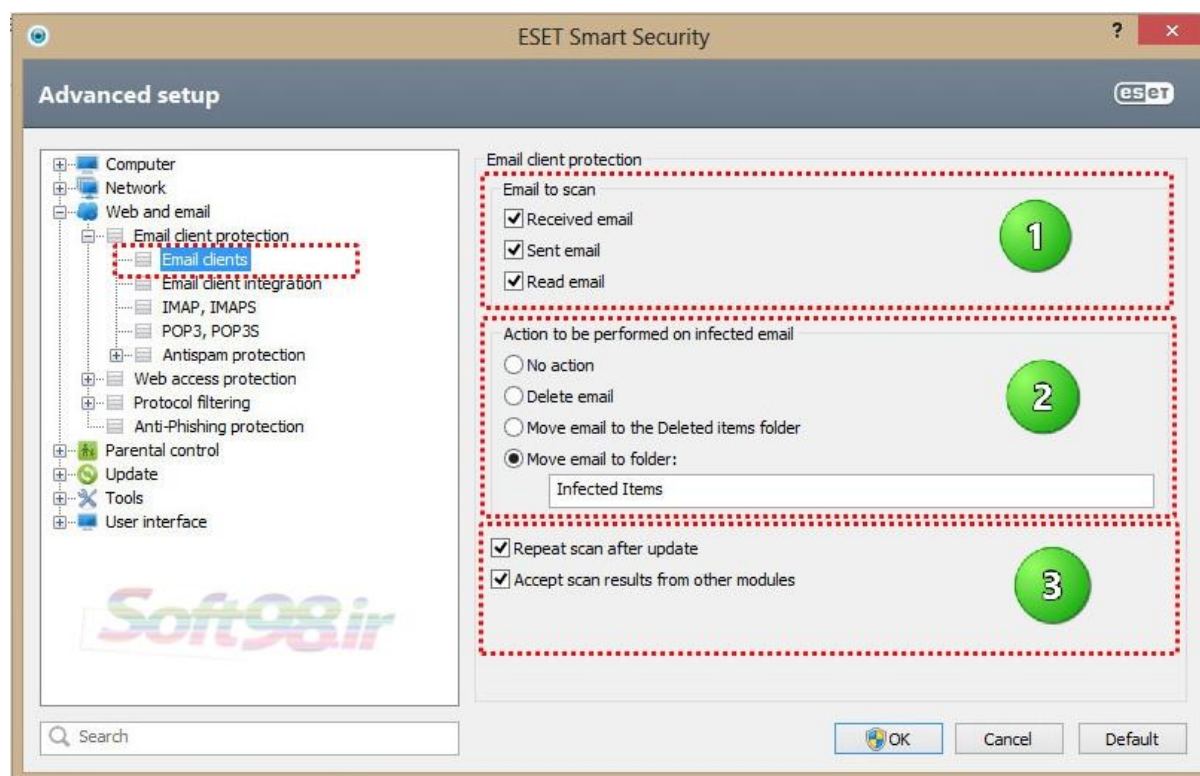 ESET Smart Security
?
×
Advanced setup
eset
Computer
Network
Web and email
Email client protection
Email clients
Email client integration
IMAP, IMAPS
POP3, POP3S
Antispam protection
Web access protection
Protocol filtering
Anti-Phishing protection
Parental control
Update
Tools
User interface
Soft98.ir
Search
Email client protection
Email to scan
Received email
Sent email
Read email
1
Action to be performed on infected email
No action
Delete email
Move email to the Deleted items folder
Move email to folder:
Infected Items
2
Repeat scan after update
Accept scan results from other modules
3
OK
Cancel
Default